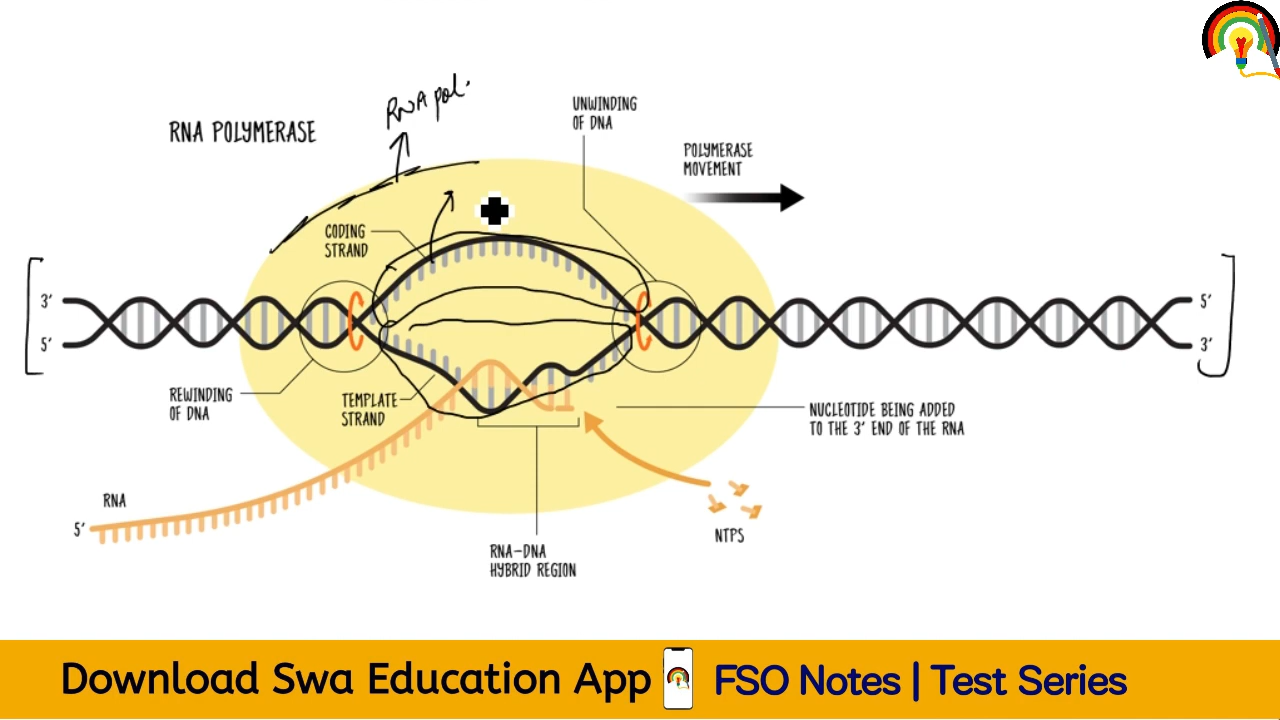 RNA pol.
RNA POLYMERASE
UNWINDING
OF DNA
POLYMERASE
MOVEMENT
CODING
STRAND
3'
5'
5'
3'
REWINDING
OF DNA
TEMPLATE
STRAND
NUCLEOTIDE BEING ADDED
TO THE 3' END OF THE RNA
RNA
5'
NTPS
RNA-DNA
HYBRID REGION
Download Swa Education App FSO Notes | Test Series